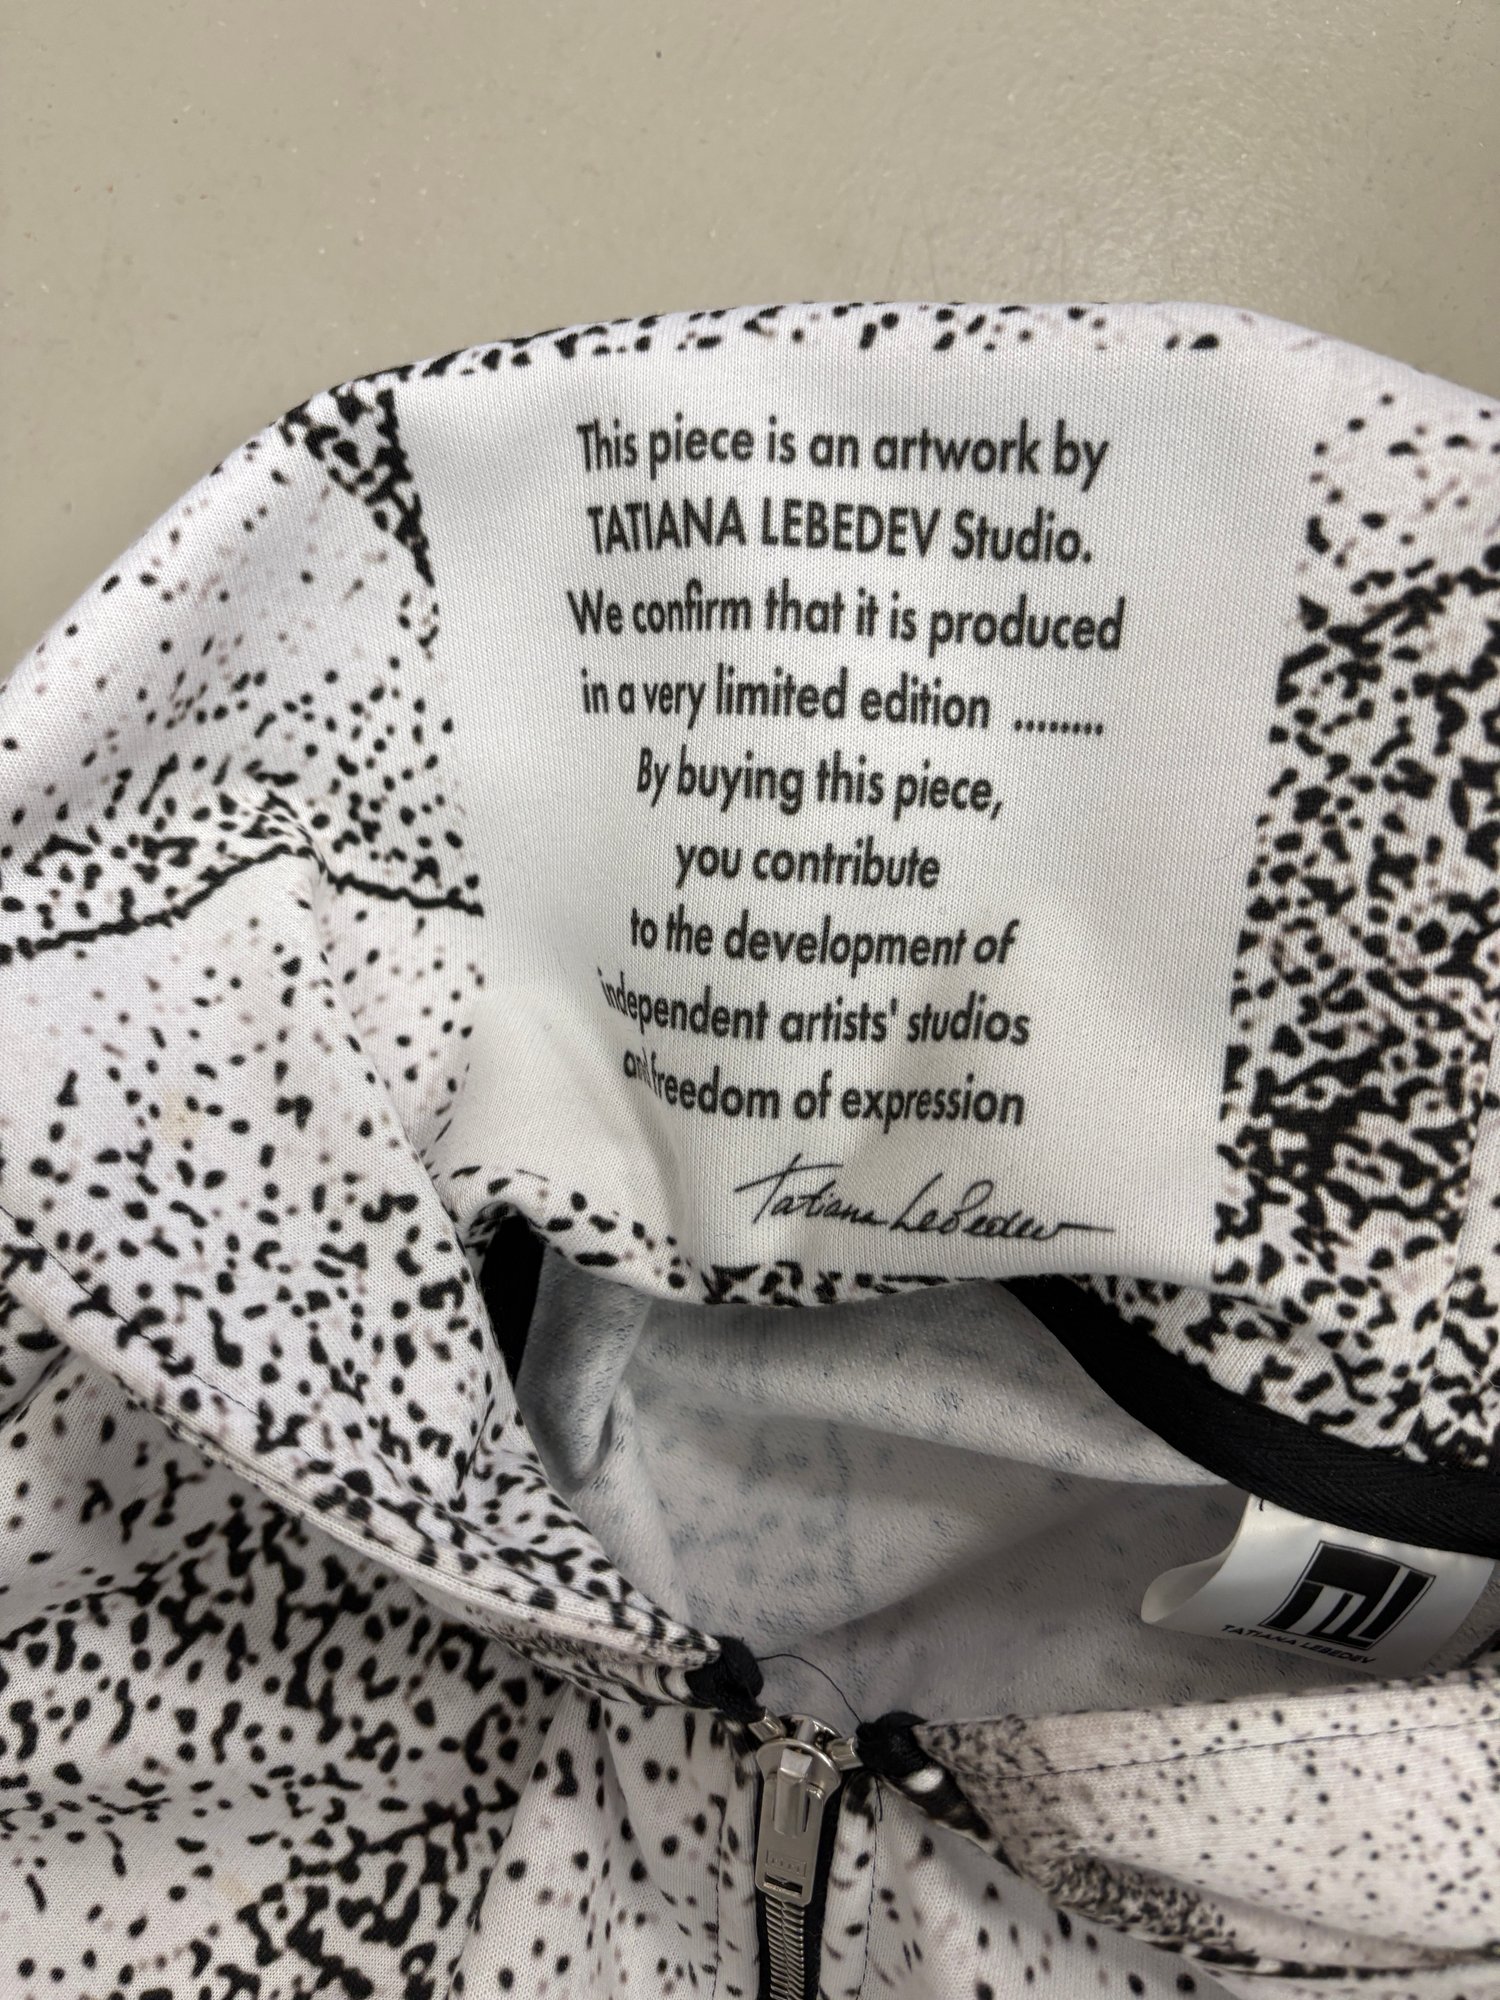 This piece is an artwork by
TATIANA LEBEDEV Studio.
We confirm that it is produced
in a very limited edition ........
By buying this piece,
you contribute
to the development of
independent artists' studios
and freedom of expression
Tatiana Lebedev
TATIANA LEBEDEV